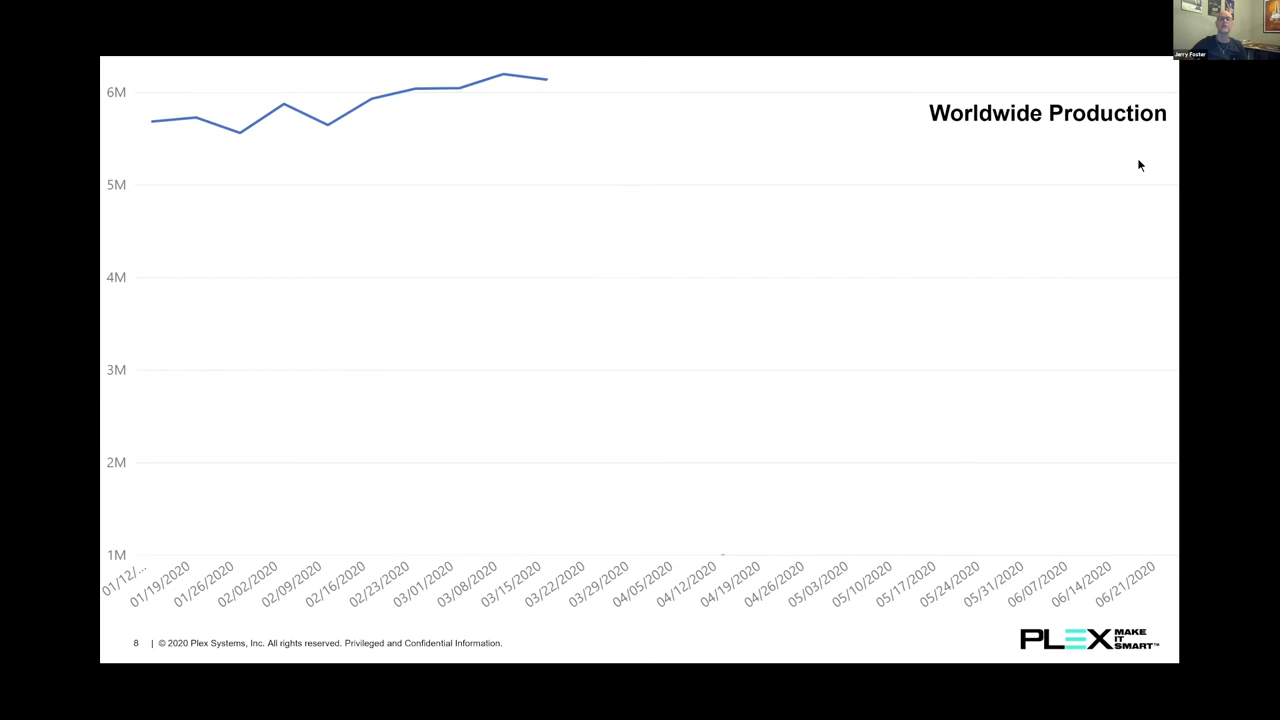 Jerry Foster
Worldwide Production
6M
5M
4M
3M
2M
1M
01/12/...
01/19/2020
01/26/2020
02/02/2020
02/09/2020
02/16/2020
02/23/2020
03/01/2020
03/08/2020
03/15/2020
03/22/2020
03/29/2020
04/05/2020
04/12/2020
04/19/2020
04/26/2020
05/03/2020
05/10/2020
05/17/2020
05/24/2020
05/31/2020
06/07/2020
06/14/2020
06/21/2020
8 | © 2020 Plex Systems, Inc. All rights reserved. Privileged and Confidential Information.
PLEX
MAKE
IT
SMART™